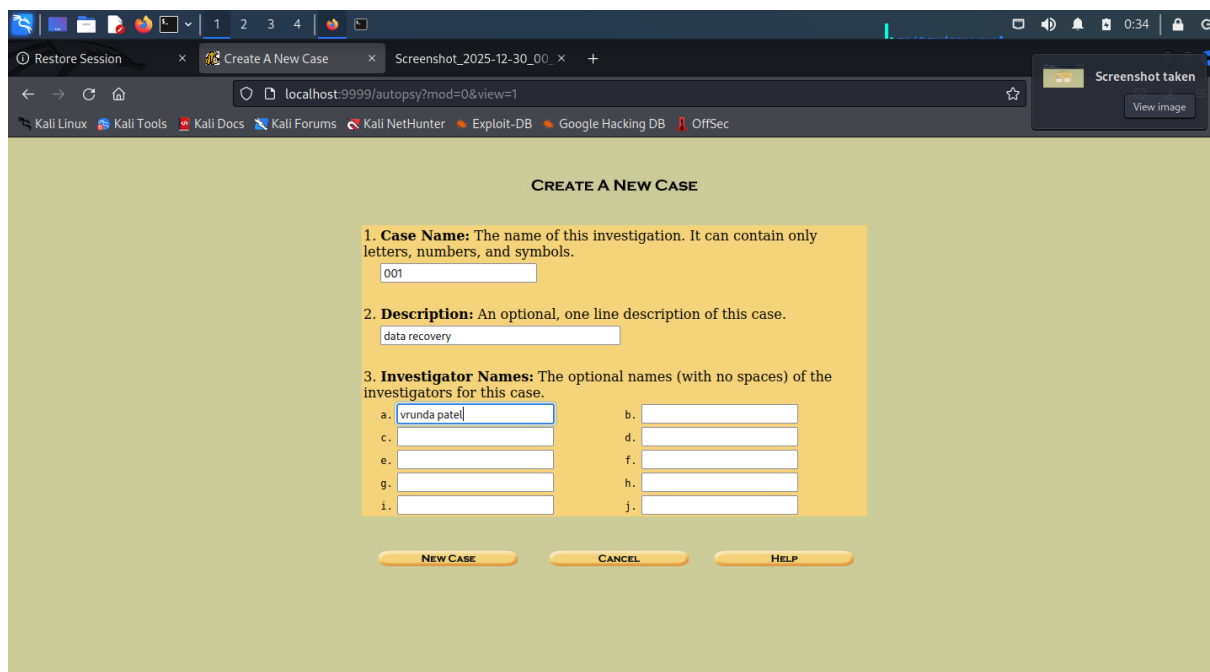 1 2 3 4
0:34
Restore Session
Create A New Case
Screenshot_2025-12-30_00_
Screenshot taken
View image
localhost:9999/autopsy?mod=0&view=1
Kali Linux Kali Tools Kali Docs Kali Forums Kali NetHunter Exploit-DB Google Hacking DB OffSec
CREATE A NEW CASE
1. Case Name: The name of this investigation. It can contain only
letters, numbers, and symbols.
001
2. Description: An optional, one line description of this case.
data recovery
3. Investigator Names: The optional names (with no spaces) of the
investigators for this case.
a. vrunda patel b.
c. d.
e. f.
g. h.
i. j.
NEW CASE CANCEL HELP